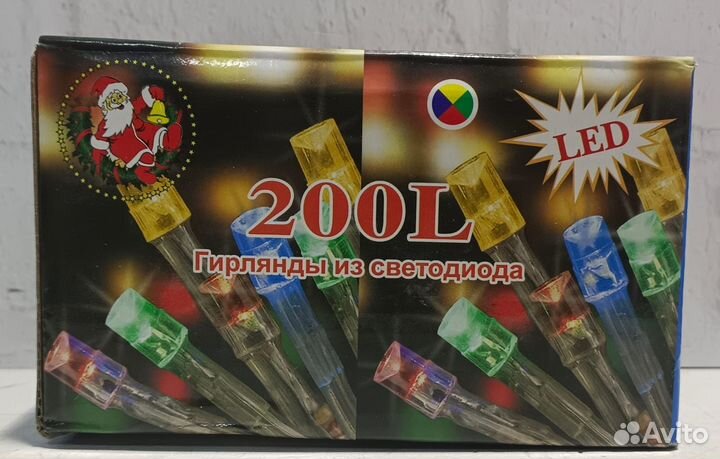 LED
200L
Гирлянды из светодиода
Avito